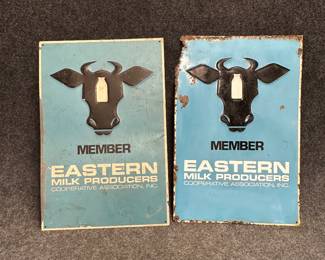 MEMBER
EASTERN
MILK PRODUCERS
COOPERATIVE ASSOCIATION, INC.
MEMBER
EASTERN
MILK PRODUCERS
COOPERATIVE ASSOCIATION, INC.